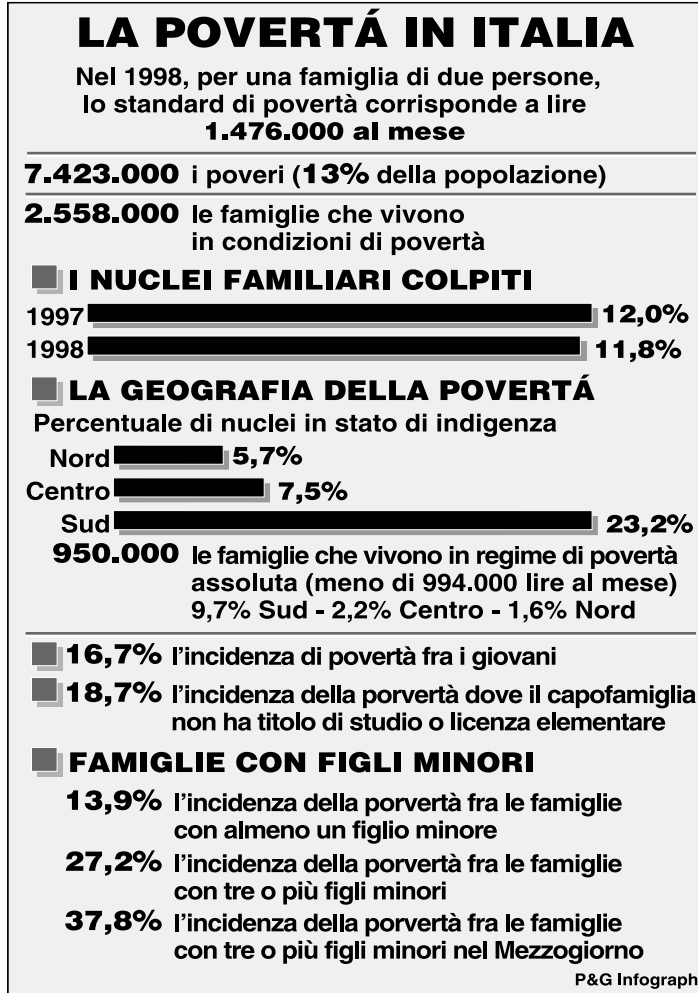 LA POVERTÁ IN ITALIA
Nel 1998, per una famiglia di due persone,
lo standard di povertà corrisponde a lire
1.476.000 al mese
7.423.000 i poveri (13% della popolazione)
2.558.000 le famiglie che vivono
in condizioni di povertà
I NUCLEI FAMILIARI COLPITI
1997 12,0%
1998 11,8%
LA GEOGRAFIA DELLA POVERTÁ
Percentuale di nuclei in stato di indigenza
Nord 5,7%
Centro 7,5%
Sud 23,2%
950.000 le famiglie che vivono in regime di povertà
assoluta (meno di 994.000 lire al mese)
9,7% Sud - 2,2% Centro - 1,6% Nord
16,7% l'incidenza di povertà fra i giovani
18,7% l'incidenza della porvertà dove il capofamiglia
non ha titolo di studio o licenza elementare
FAMIGLIE CON FIGLI MINORI
13,9% l'incidenza della porvertà fra le famiglie
con almeno un figlio minore
27,2% l'incidenza della porvertà fra le famiglie
con tre o più figli minori
37,8% l'incidenza della porvertà fra le famiglie
con tre o più figli minori nel Mezzogiorno
P&G Infograph